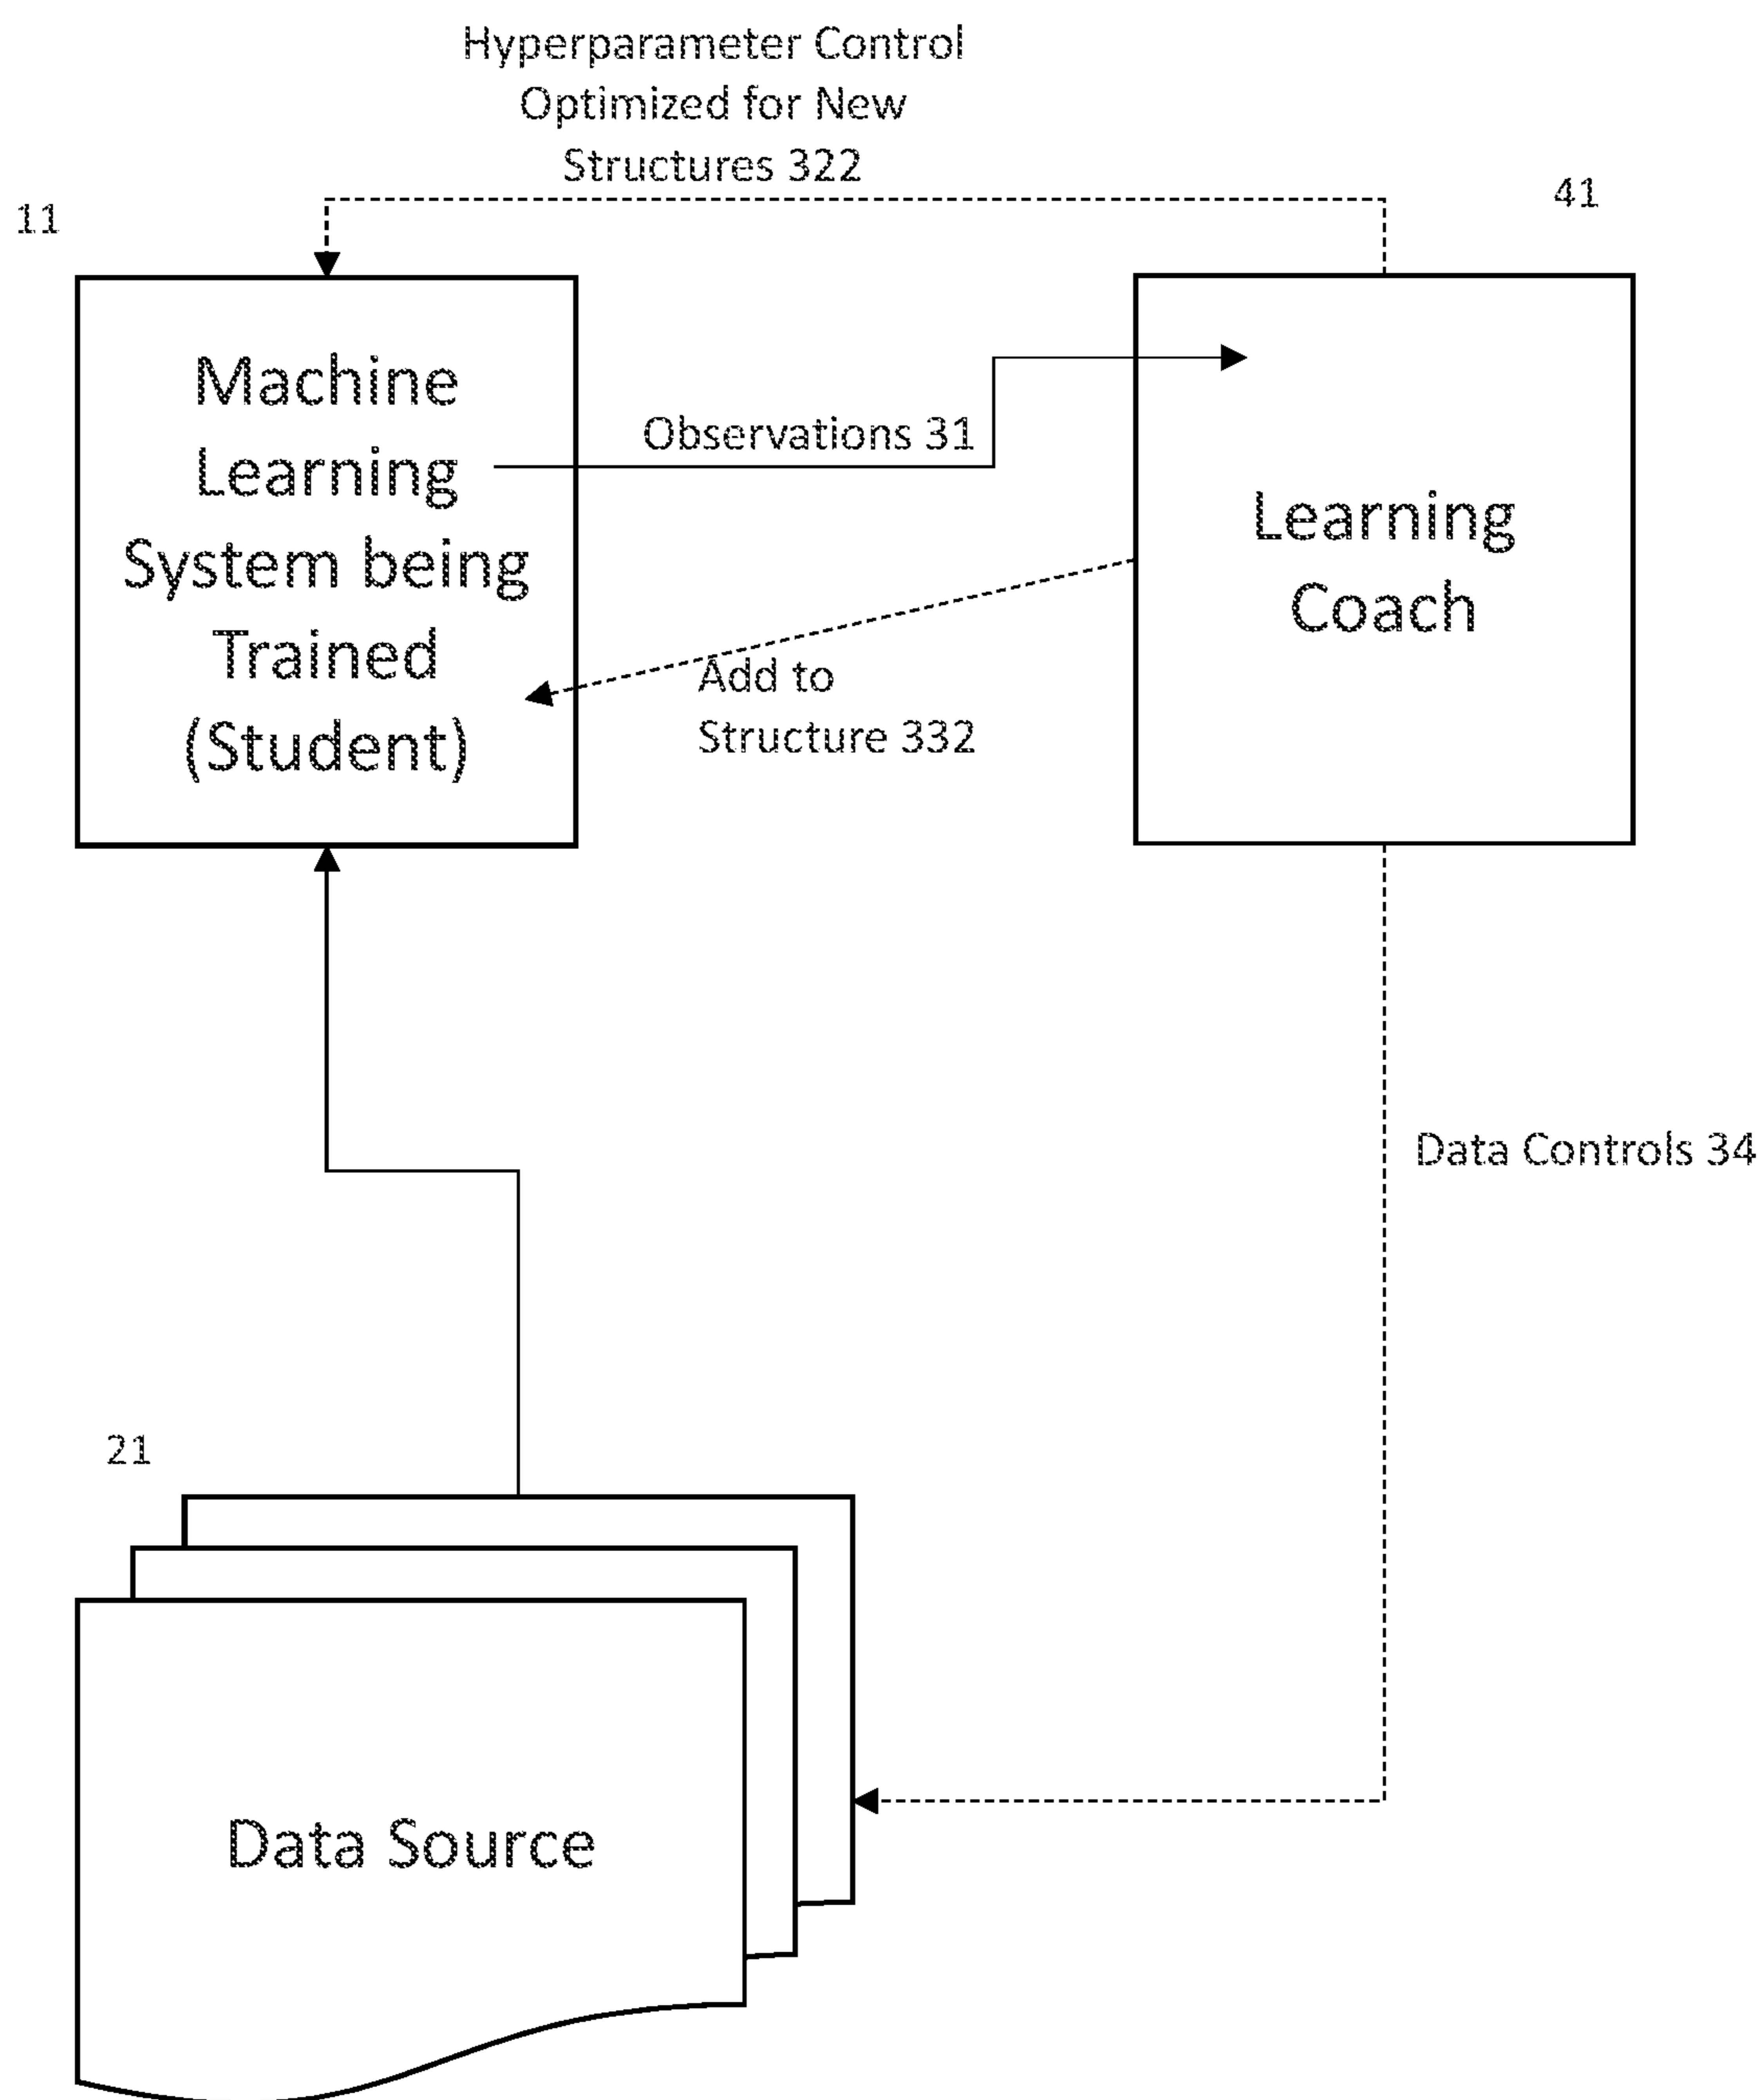 Hyperparameter Control
Optimized for New
Structures 322
11
41
Machine
Learning
System being
Trained
(Student)
Observations 31
Learning
Coach
Add to
Structure 332
Data Controls 34
21
Data Source